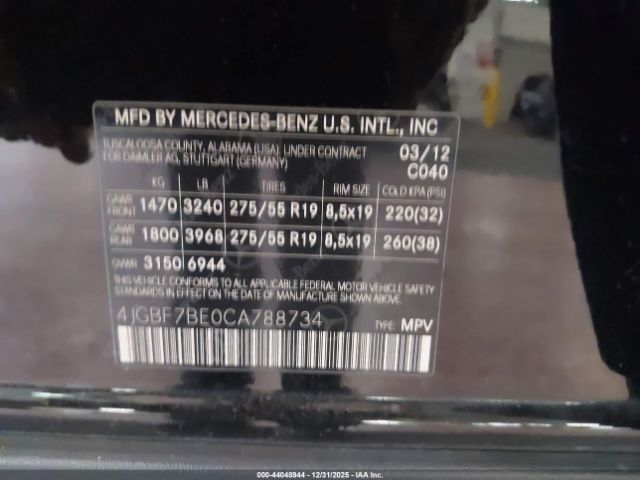 MFD BY MERCEDES-BENZ U.S. INTL., INC
TUSCALOOSA COUNTY, ALABAMA (USA), UNDER CONTRACT 03/12
FOR DAIMLER AG, STUTTGART (GERMANY) C040
KG LB TIRES RIM SIZE COLD KPA (PSI)
GAWR FRONT 1470 3240 275/55 R19 8,5x19 220(32)
GAWR REAR 1800 3968 275/55 R19 8,5x19 260(38)
GVWR 3150 6944
THIS VEHICLE CONFORMS TO ALL APPLICABLE FEDERAL MOTOR VEHICLE SAFETY
STANDARDS IN EFFECT ON THE DATE OF MANUFACTURE SHOWN ABOVE
4JGBF7BE0CA788734 TYPE: MPV
000-44048944 - 12/31/2025 - IAA Inc.